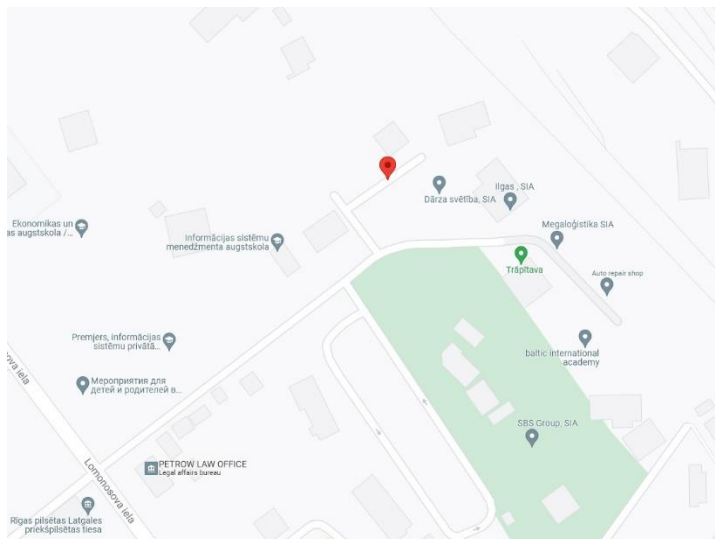 Dārza svētība, SIA
Ilgas , SIA
Ekonomikas un
as augstskola /...
Informācijas sistēmu
menedžmenta augstskola
Megaloģistika SIA
Trāpītava
Auto repair shop
Premjers, informācijas
sistēmu privātā...
baltic international
academy
ova iela
Мероприятия для
детей и родителей в...
SBS Group, SIA
PETROW LAW OFFICE
Legal affairs bureau
Lomonosova iela
Rīgas pilsētas Latgales
priekšpilsētas tiesa